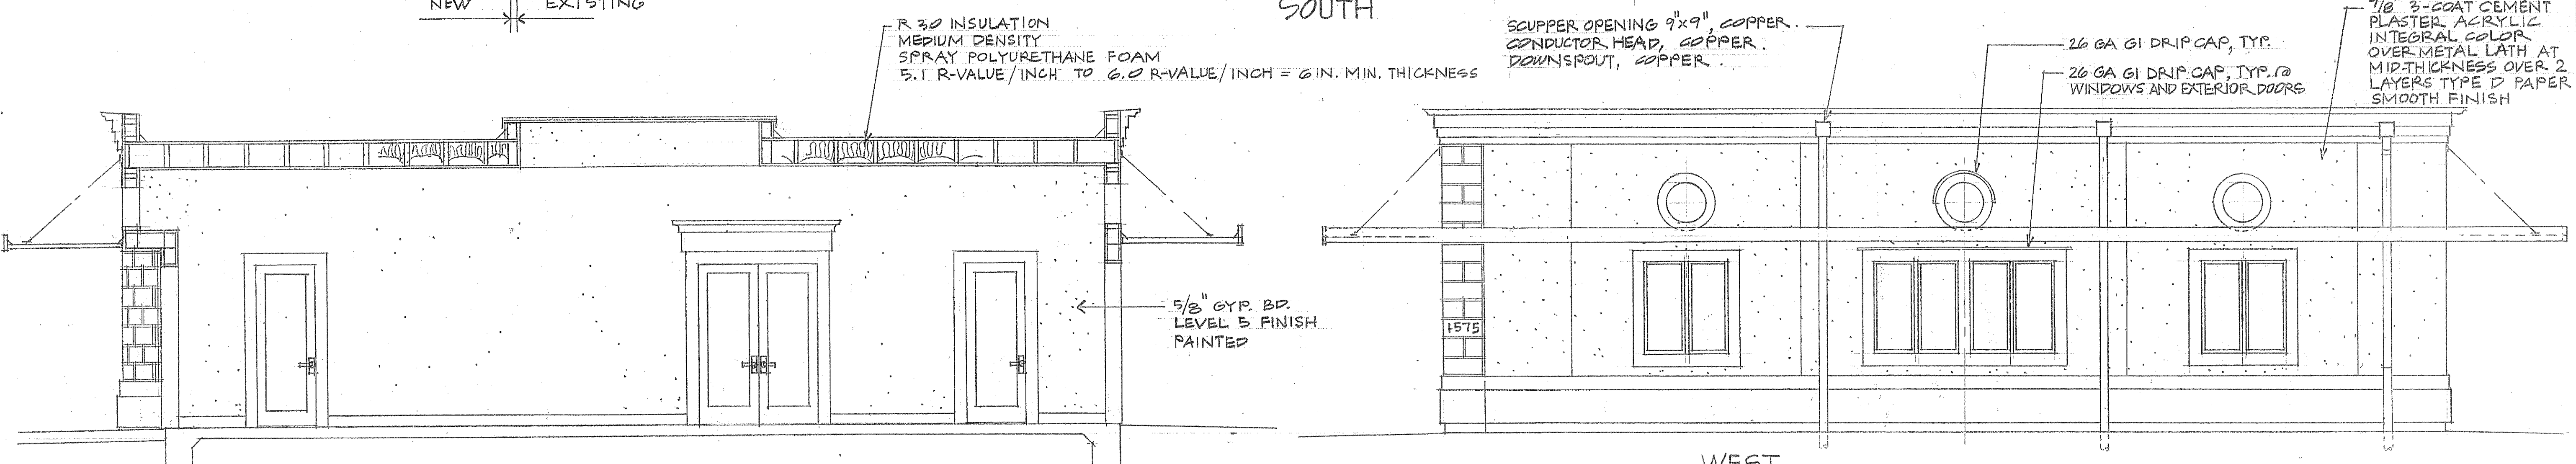 NEW
EXISTING
SOUTH
R 30 INSULATION
MEDIUM DENSITY
SPRAY POLYURETHANE FOAM
5.1 R-VALUE/INCH TO 6.0 R-VALUE/INCH = 6 IN. MIN. THICKNESS
SCUPPER OPENING 9"x9", COPPER.
CONDUCTOR HEAD, COPPER.
DOWNSPOUT, COPPER.
26 GA GI DRIP CAP, TYP.
26 GA GI DRIP CAP, TYP. @
WINDOWS AND EXTERIOR DOORS
7/8" 3-COAT CEMENT
PLASTER ACRYLIC
INTEGRAL COLOR
OVER METAL LATH AT
MID-THICKNESS OVER 2
LAYERS TYPE D PAPER
SMOOTH FINISH
5/8" GYP. BD.
LEVEL 5 FINISH
PAINTED
1575
WEST